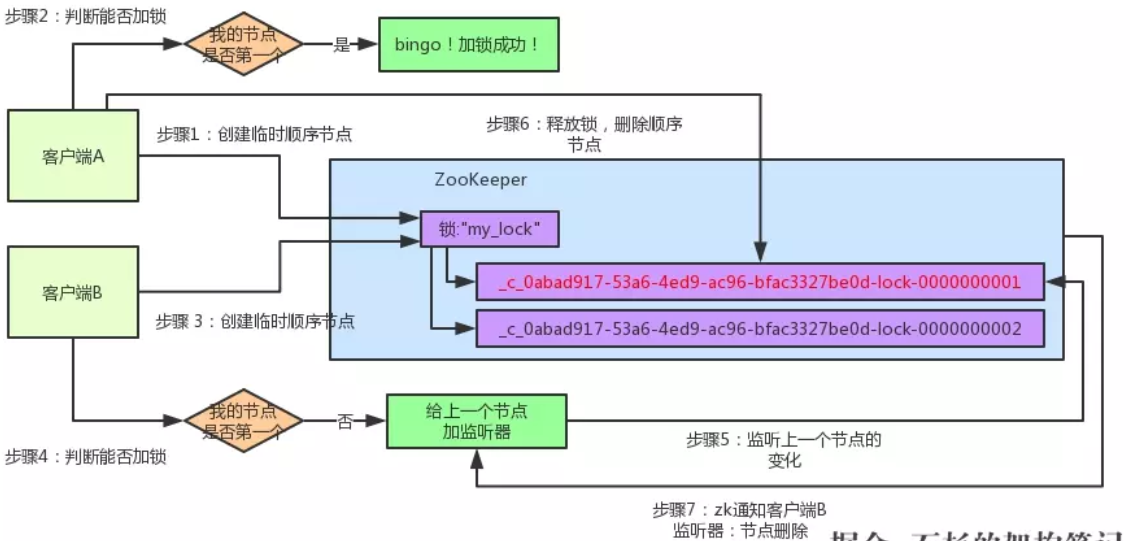 步骤2：判断能否加锁
我的节点
是否第一个
是
bingo！加锁成功！
步骤1：创建临时顺序节点
步骤6：释放锁，删除顺序
节点
客户端A
ZooKeeper
锁:"my_lock"
_c_0abad917-53a6-4ed9-ac96-bfac3327be0d-lock-0000000001
客户端B
步骤 3：创建临时顺序节点
_c_0abad917-53a6-4ed9-ac96-bfac3327be0d-lock-0000000002
我的节点
是否第一个
否
给上一个节点
加监听器
步骤5：监听上一个节点的
变化
步骤4：判断能否加锁
步骤7：zk通知客户端B
监听器：节点删除